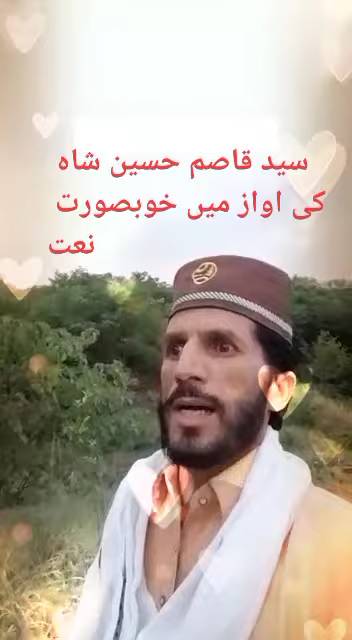 سید قاصم حسین شاہ
کی اواز میں خوبصورت
نعت